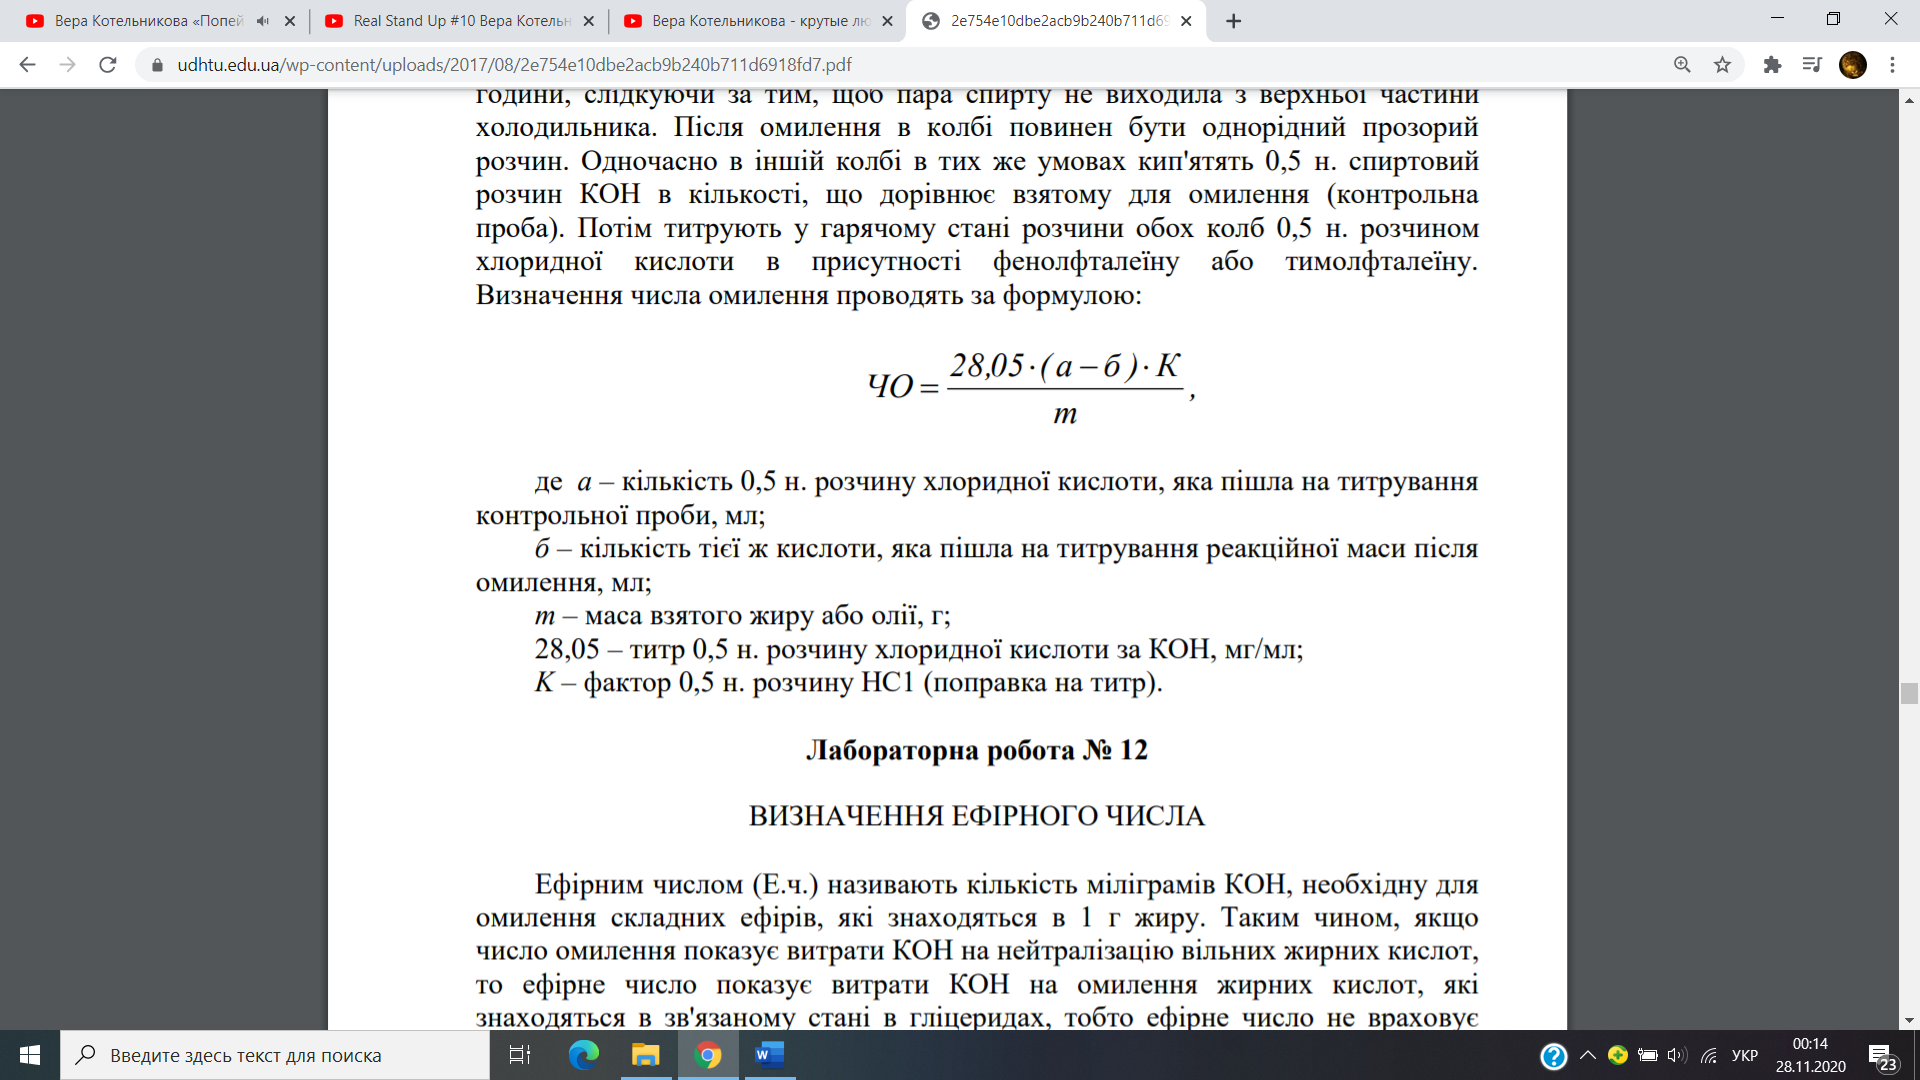 Вера Котельникова «Попей
Real Stand Up #10 Вера Котельн
Вера Котельникова - крутые лю
2e754e10dbe2acb9b240b711d69
udhtu.edu.ua/wp-content/uploads/2017/08/2e754e10dbe2acb9b240b711d6918fd7.pdf
години, слідкуючи за тим, щоб пара спирту не виходила з верхньої частини
холодильника. Після омилення в колбі повинен бути однорідний прозорий
розчин. Одночасно в іншій колбі в тих же умовах кип'ятять 0,5 н. спиртовий
розчин КОН в кількості, що дорівнює взятому для омилення (контрольна
проба). Потім титрують у гарячому стані розчини обох колб 0,5 н. розчином
хлоридної кислоти в присутності фенолфталеїну або тимолфталеїну.
Визначення числа омилення проводять за формулою:
ЧО = 28,05 · ( а – б ) · К / m ,
де а – кількість 0,5 н. розчину хлоридної кислоти, яка пішла на титрування
контрольної проби, мл;
б – кількість тієї ж кислоти, яка пішла на титрування реакційної маси після
омилення, мл;
m – маса взятого жиру або олії, г;
28,05 – титр 0,5 н. розчину хлоридної кислоти за КОН, мг/мл;
K – фактор 0,5 н. розчину НС1 (поправка на титр).
Лабораторна робота № 12
ВИЗНАЧЕННЯ ЕФІРНОГО ЧИСЛА
Ефірним числом (Е.ч.) називають кількість міліграмів КОН, необхідну для
омилення складних ефірів, які знаходяться в 1 г жиру. Таким чином, якщо
число омилення показує витрати КОН на нейтралізацію вільних жирних кислот,
то ефірне число показує витрати КОН на омилення жирних кислот, які
знаходяться в зв'язаному стані в гліцеридах, тобто ефірне число не враховує
Введите здесь текст для поиска
УКР
00:14
28.11.2020
23